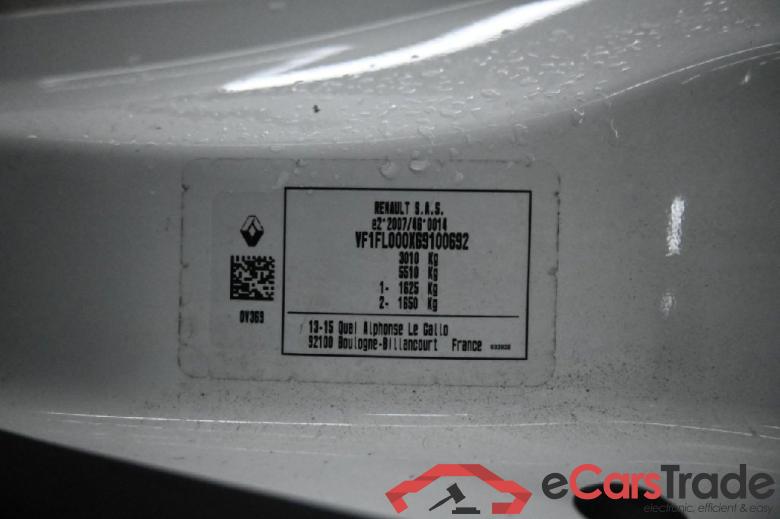 RENAULT S.A.S.
e2*2007/46*0014
VF1FL000X69100692
3010 Kg
5510 Kg
1- 1625 Kg
2- 1650 Kg
0V369
13-15 Quai Alphonse Le Gallo
92100 Boulogne-Billancourt France
eCarsTrade
electronic, efficient & easy